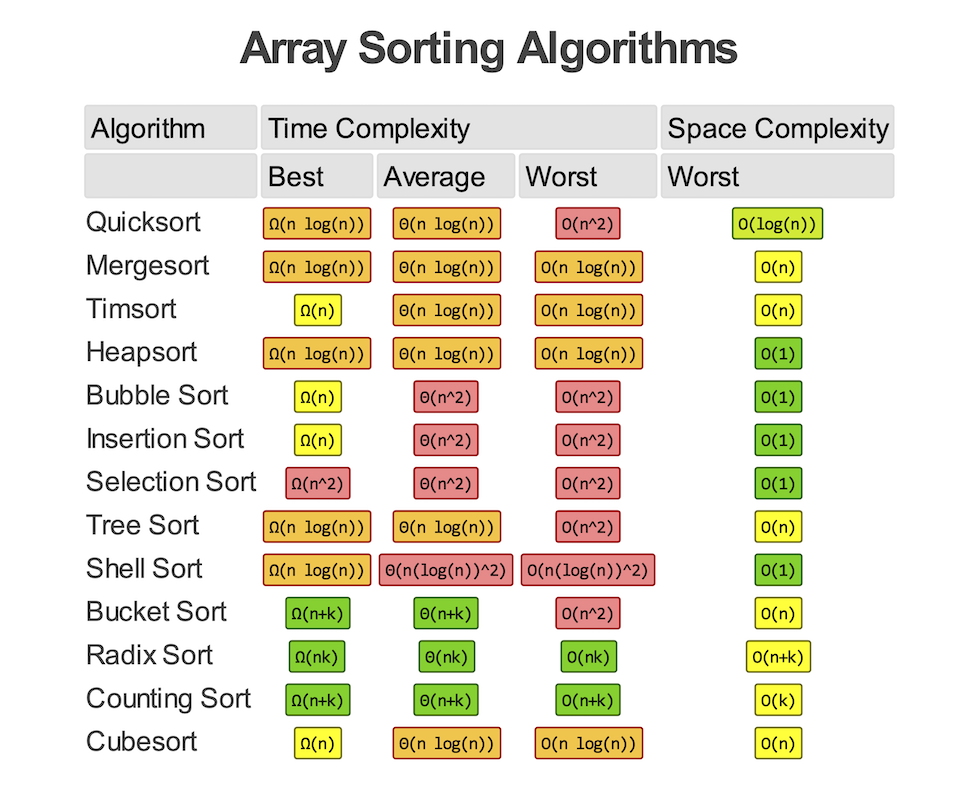 Array Sorting Algorithms
Algorithm Time Complexity Space Complexity
Best Average Worst Worst
Quicksort Ω(n log(n)) Θ(n log(n)) O(n^2) O(log(n))
Mergesort Ω(n log(n)) Θ(n log(n)) O(n log(n)) O(n)
Timsort Ω(n) Θ(n log(n)) O(n log(n)) O(n)
Heapsort Ω(n log(n)) Θ(n log(n)) O(n log(n)) O(1)
Bubble Sort Ω(n) Θ(n^2) O(n^2) O(1)
Insertion Sort Ω(n) Θ(n^2) O(n^2) O(1)
Selection Sort Ω(n^2) Θ(n^2) O(n^2) O(1)
Tree Sort Ω(n log(n)) Θ(n log(n)) O(n^2) O(n)
Shell Sort Ω(n log(n)) Θ(n(log(n))^2) O(n(log(n))^2) O(1)
Bucket Sort Ω(n+k) Θ(n+k) O(n^2) O(n)
Radix Sort Ω(nk) Θ(nk) O(nk) O(n+k)
Counting Sort Ω(n+k) Θ(n+k) O(n+k) O(k)
Cubesort Ω(n) Θ(n log(n)) O(n log(n)) O(n)